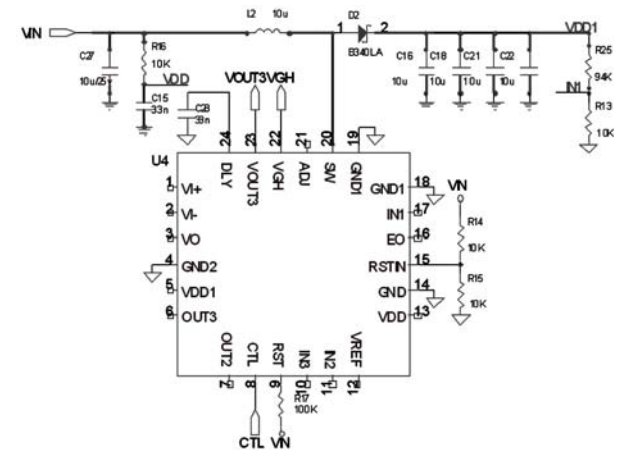 VIN
L2 10u
1 D2 2
B340LA
VDD1
C27
10u/25
R16
10K
VDD
C15
33n
C28
33n
VOUT3 VGH
C16 C18 C21 C22
10u 10u 10u 10u
R25
94K
IN1
R13
10K
24 23 22 21 20 19
U4
DLY VOUT3 VGH ADJ SW GND1
1 VI+
2 VI-
3 VO
4 GND2
5 VDD1
6 OUT3
GND1 18
IN1 17
EO 16
RSTIN 15
GND 14
VDD 13
VIN
R14
10K
R15
10K
OUT2 CTL RST IN3 IN2 VREF
7 8 9 10 11 12
R17
100K
CTL VIN